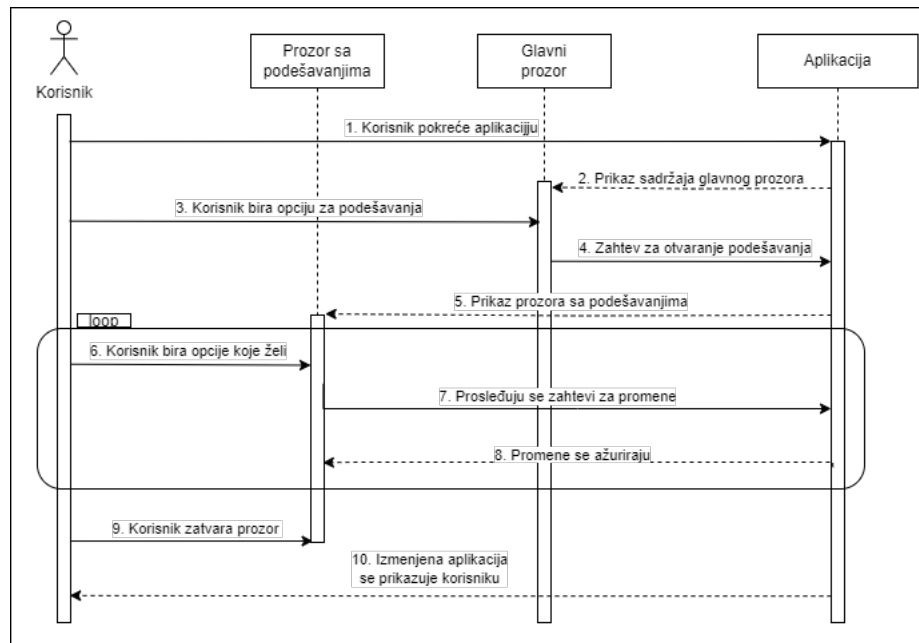 Korisnik
Prozor sa
podešavanjima
Glavni
prozor
Aplikacija
1. Korisnik pokreće aplikacijju
2. Prikaz sadržaja glavnog prozora
3. Korisnik bira opciju za podešavanja
4. Zahtev za otvaranje podešavanja
5. Prikaz prozora sa podešavanjima
loop
6. Korisnik bira opcije koje želi
7. Prosleđuju se zahtevi za promene
8. Promene se ažuriraju
9. Korisnik zatvara prozor
10. Izmenjena aplikacija
se prikazuje korisniku